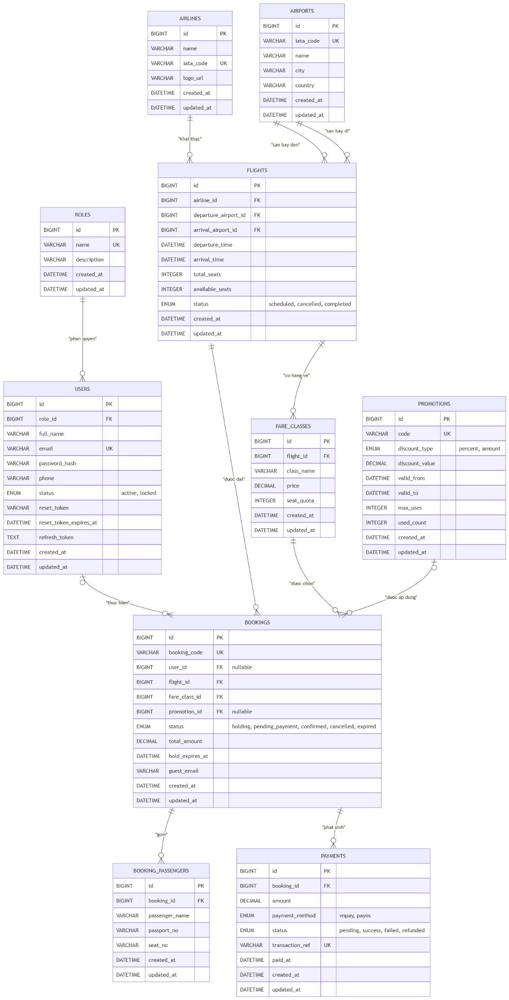 AIRLINES
BIGINT id PK
VARCHAR name
VARCHAR iata_code UK
VARCHAR logo_url
DATETIME created_at
DATETIME updated_at
AIRPORTS
BIGINT id PK
VARCHAR iata_code UK
VARCHAR name
VARCHAR city
VARCHAR country
DATETIME created_at
DATETIME updated_at
"khai thac"
"san bay den"
"san bay di"
FLIGHTS
BIGINT id PK
BIGINT airline_id FK
BIGINT departure_airport_id FK
BIGINT arrival_airport_id FK
DATETIME departure_time
DATETIME arrival_time
INTEGER total_seats
INTEGER available_seats
ENUM status scheduled, cancelled, completed
DATETIME created_at
DATETIME updated_at
ROLES
BIGINT id PK
VARCHAR name UK
VARCHAR description
DATETIME created_at
DATETIME updated_at
"phan quyen"
"co hang ve"
USERS
BIGINT id PK
BIGINT role_id FK
VARCHAR full_name
VARCHAR email UK
VARCHAR password_hash
VARCHAR phone
ENUM status active, locked
VARCHAR reset_token
DATETIME reset_token_expires_at
TEXT refresh_token
DATETIME created_at
DATETIME updated_at
"duoc dat"
FARE_CLASSES
BIGINT id PK
BIGINT flight_id FK
VARCHAR class_name
DECIMAL price
INTEGER seat_quota
DATETIME created_at
DATETIME updated_at
PROMOTIONS
BIGINT id PK
VARCHAR code UK
ENUM discount_type percent, amount
DECIMAL discount_value
DATETIME valid_from
DATETIME valid_to
INTEGER max_uses
INTEGER used_count
DATETIME created_at
DATETIME updated_at
"thuc hien"
"duoc chon"
"duoc ap dung"
BOOKINGS
BIGINT id PK
VARCHAR booking_code UK
BIGINT user_id FK nullable
BIGINT flight_id FK
BIGINT fare_class_id FK
BIGINT promotion_id FK nullable
ENUM status holding, pending_payment, confirmed, cancelled, expired
DECIMAL total_amount
DATETIME hold_expires_at
VARCHAR guest_email
DATETIME created_at
DATETIME updated_at
"gom"
"phat sinh"
BOOKING_PASSENGERS
BIGINT id PK
BIGINT booking_id FK
VARCHAR passenger_name
VARCHAR passport_no
VARCHAR seat_no
DATETIME created_at
DATETIME updated_at
PAYMENTS
BIGINT id PK
BIGINT booking_id FK
DECIMAL amount
ENUM payment_method vnpay, payos
ENUM status pending, success, failed, refunded
VARCHAR transaction_ref UK
DATETIME paid_at
DATETIME created_at
DATETIME updated_at